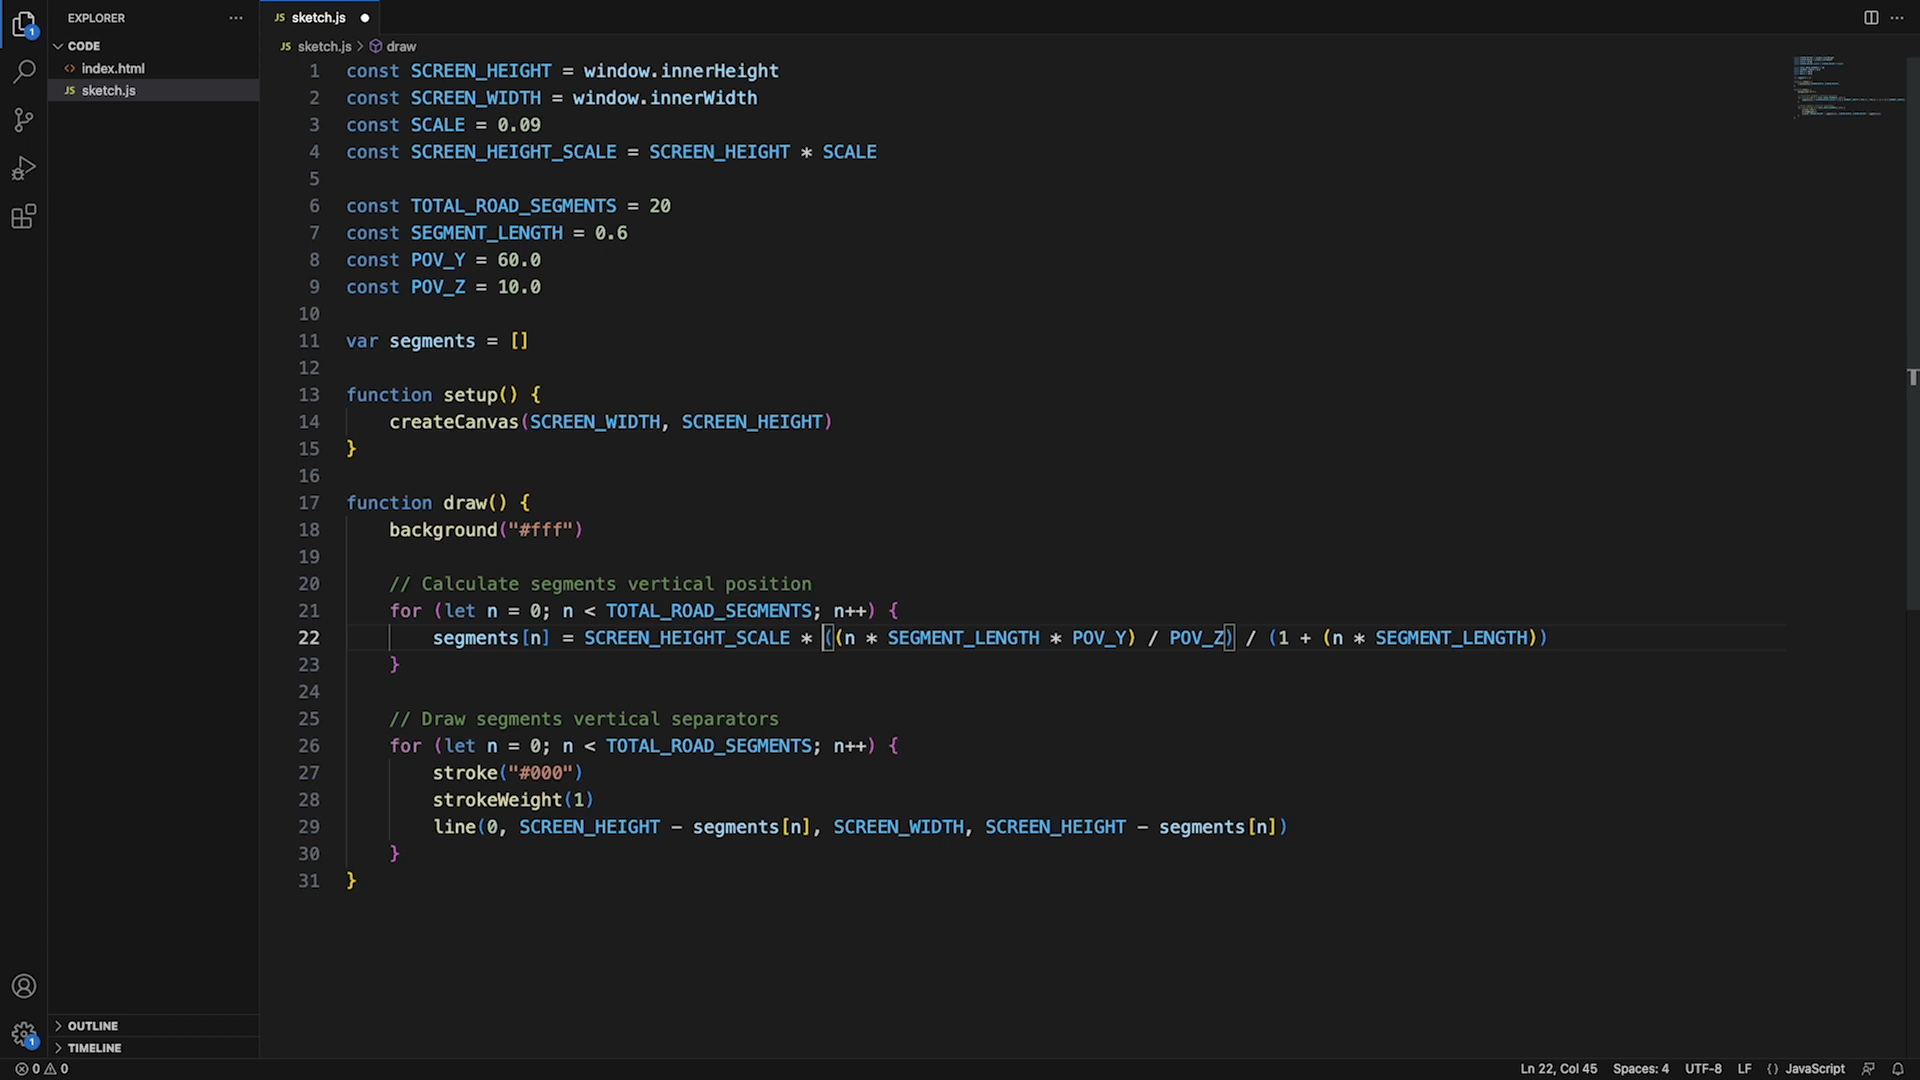 EXPLORER
CODE
index.html
JS sketch.js
OUTLINE
TIMELINE
JS sketch.js
JS sketch.js > draw
1 const SCREEN_HEIGHT = window.innerHeight
2 const SCREEN_WIDTH = window.innerWidth
3 const SCALE = 0.09
4 const SCREEN_HEIGHT_SCALE = SCREEN_HEIGHT * SCALE
5
6 const TOTAL_ROAD_SEGMENTS = 20
7 const SEGMENT_LENGTH = 0.6
8 const POV_Y = 60.0
9 const POV_Z = 10.0
10
11 var segments = []
12
13 function setup() {
14     createCanvas(SCREEN_WIDTH, SCREEN_HEIGHT)
15 }
16
17 function draw() {
18     background("#fff")
19
20     // Calculate segments vertical position
21     for (let n = 0; n < TOTAL_ROAD_SEGMENTS; n++) {
22         segments[n] = SCREEN_HEIGHT_SCALE * ((n * SEGMENT_LENGTH * POV_Y) / POV_Z) / (1 + (n * SEGMENT_LENGTH))
23     }
24
25     // Draw segments vertical separators
26     for (let n = 0; n < TOTAL_ROAD_SEGMENTS; n++) {
27         stroke("#000")
28         strokeWeight(1)
29         line(0, SCREEN_HEIGHT - segments[n], SCREEN_WIDTH, SCREEN_HEIGHT - segments[n])
30     }
31 }
1
1
0 0
Ln 22, Col 45 Spaces: 4 UTF-8 LF {} JavaScript